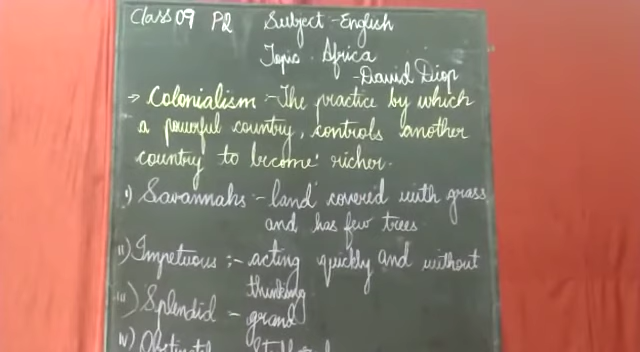 Class 09 P2 Subject - English
Topic - Africa
- David Diop
→ Colonialism :- The practice by which
a powerful country, controls another
country to become richer.
i) Savannahs :- land covered with grass
and has few trees
ii) Impetuous :- acting quickly and without
thinking
iii) Splendid - grand
iv)